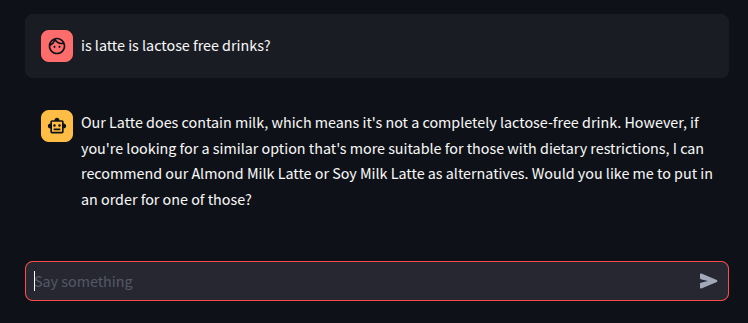 is latte is lactose free drinks?
Our Latte does contain milk, which means it's not a completely lactose-free drink. However, if
you're looking for a similar option that's more suitable for those with dietary restrictions, I can
recommend our Almond Milk Latte or Soy Milk Latte as alternatives. Would you like me to put in
an order for one of those?
Say something